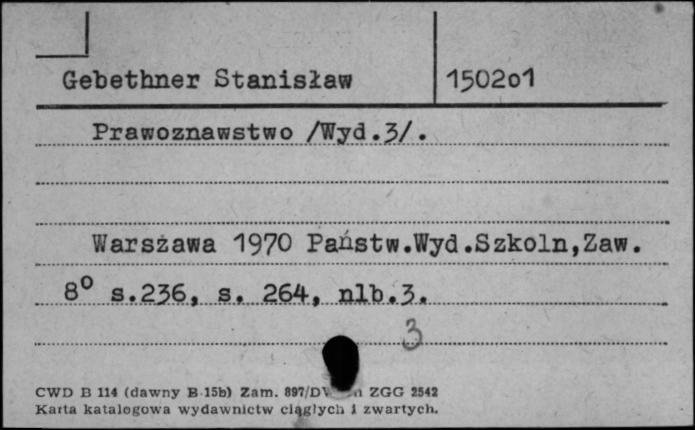 Gebethner Stanisław 150201
Prawoznawstwo /Wyd.3/.
Warszawa 1970 Państw.Wyd.Szkoln,Zaw.
8° s.236, s. 264, nlb.3.
3
CWD B 114 (dawny B 15b) Zam. 897/ ZGG 2542
Karta katalogowa wydawnictw ciągłych i zwartych.